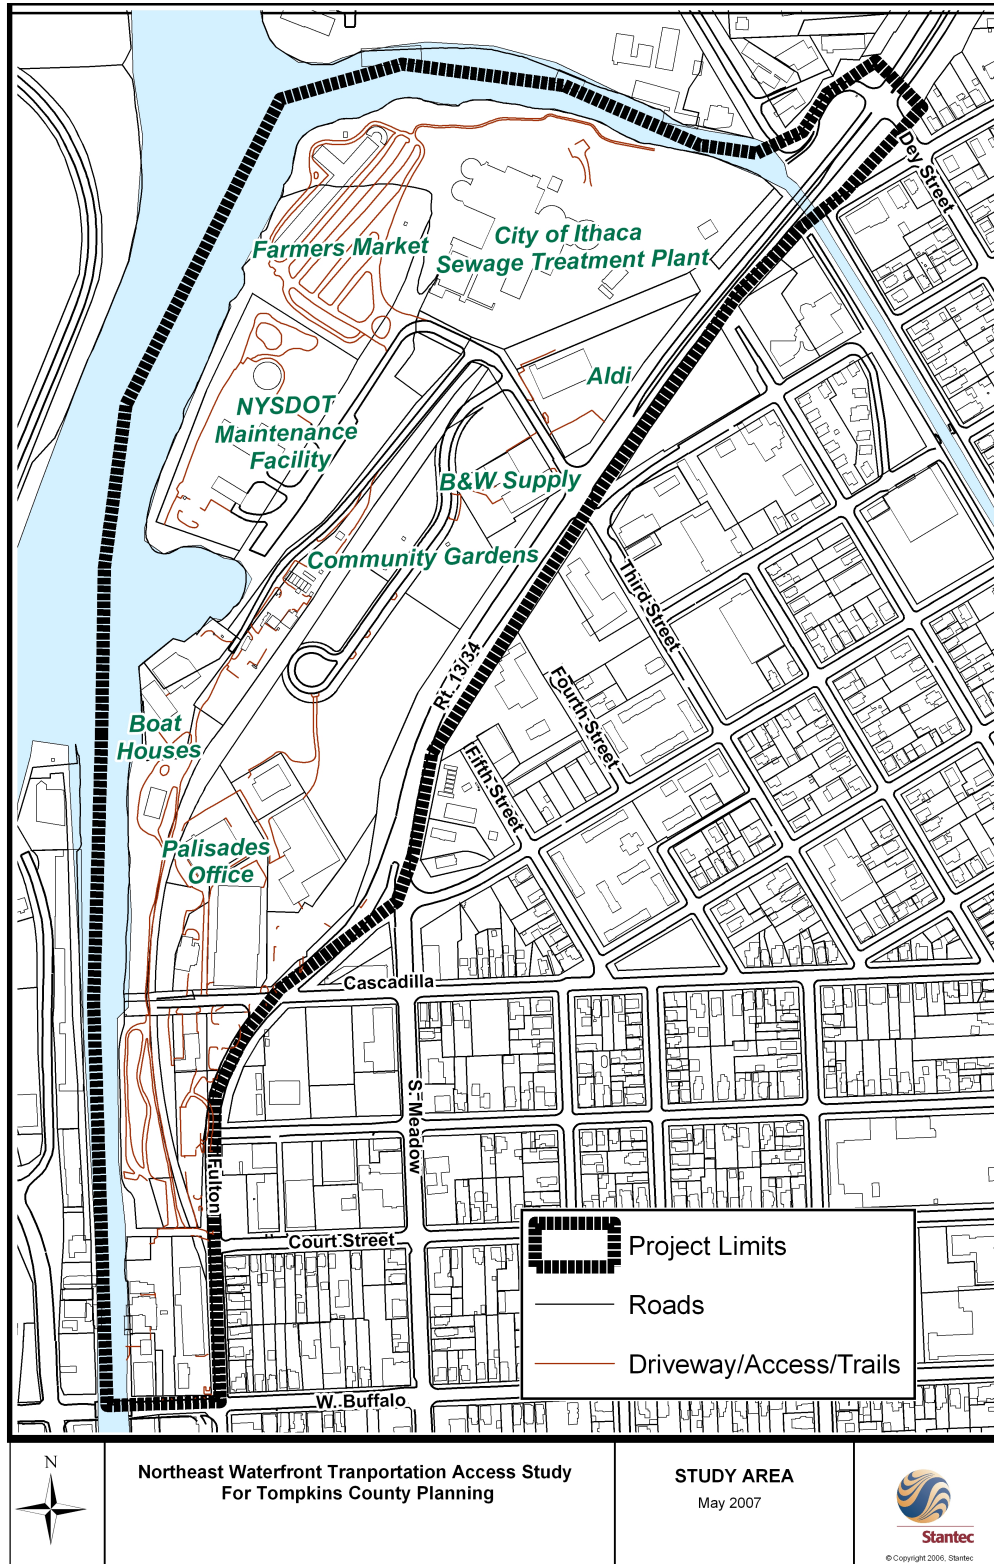 Dey Street
Farmers Market
City of Ithaca
Sewage Treatment Plant
Aldi
NYSDOT
Maintenance
Facility
B&W Supply
Community Gardens
Third Street
Rt. 13/34
Fourth Street
Boat
Houses
Fifth Street
Palisades
Office
Cascadilla
S. Meadow
Fulton
Court Street
W. Buffalo
Project Limits
Roads
Driveway/Access/Trails
N
Northeast Waterfront Tranportation Access Study
For Tompkins County Planning
STUDY AREA
May 2007
Stantec
© Copyright 2006, Stantec